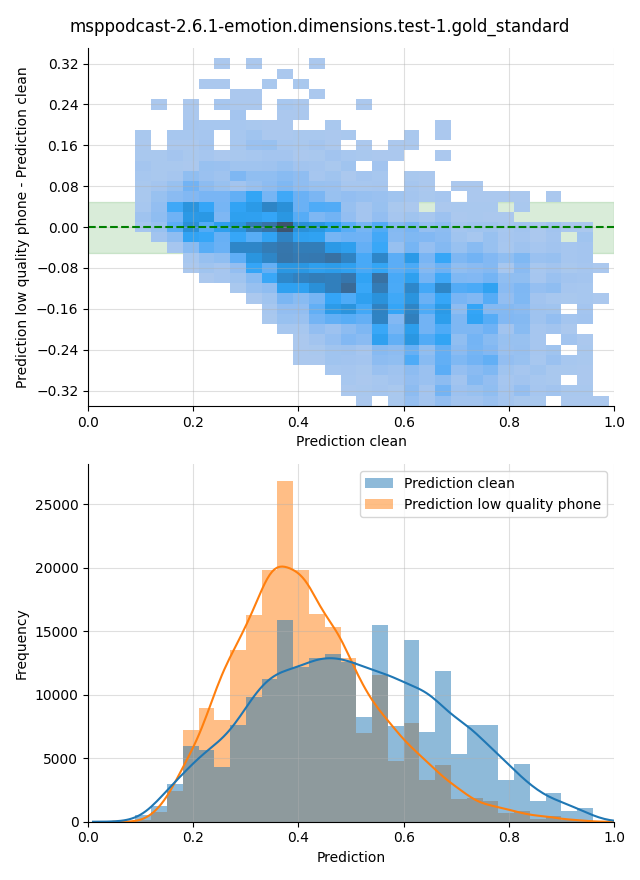 msppodcast-2.6.1-emotion.dimensions.test-1.gold_standard
Prediction low quality phone - Prediction clean
0.32
0.24
0.16
0.08
0.00
−0.08
−0.16
−0.24
−0.32
0.0 0.2 0.4 0.6 0.8 1.0
Prediction clean
Frequency
25000
20000
15000
10000
5000
0
Prediction clean
Prediction low quality phone
0.0 0.2 0.4 0.6 0.8 1.0
Prediction